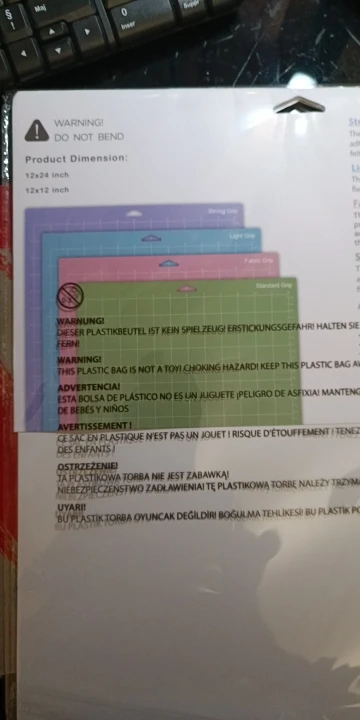 §
Maj
0
Inser
Suppr
WARNING!
DO NOT BEND
Product Dimension:
12x24 inch
12x12 inch
Strong Grip
Light Grip
Fabric Grip
Standard Grip
WARNUNG!
DIESER PLASTIKBEUTEL IST KEIN SPIELZEUG! ERSTICKUNGSGEFAHR! HALTEN SIE
FERN!
WARNING!
THIS PLASTIC BAG IS NOT A TOY! CHOKING HAZARD! KEEP THIS PLASTIC BAG
ADVERTENCIA!
ESTA BOLSA DE PLÁSTICO NO ES UN JUGUETE ¡PELIGRO DE ASFIXIA! MANTENG
DE BEBÉS Y NIÑOS
AVERTISSEMENT!
CE SAC EN PLASTIQUE N'EST PAS UN JOUET! RISQUE D'ÉTOUFFEMENT! TENEZ
DES ENFANTS!
OSTRZEŻENIE!
TA PLASTIKOWA TORBA NIE JEST ZABAWKĄ!
NIEBEZPIECZEŃSTWO ZADŁAWIENIA! TĘ PLASTIKOWĄ TORBĘ NALEŻY TRZYMA
UYARI!
BU PLASTİK TORBA OYUNCAK DEĞİLDİR! BOĞULMA TEHLİKESİ! BU PLASTİK